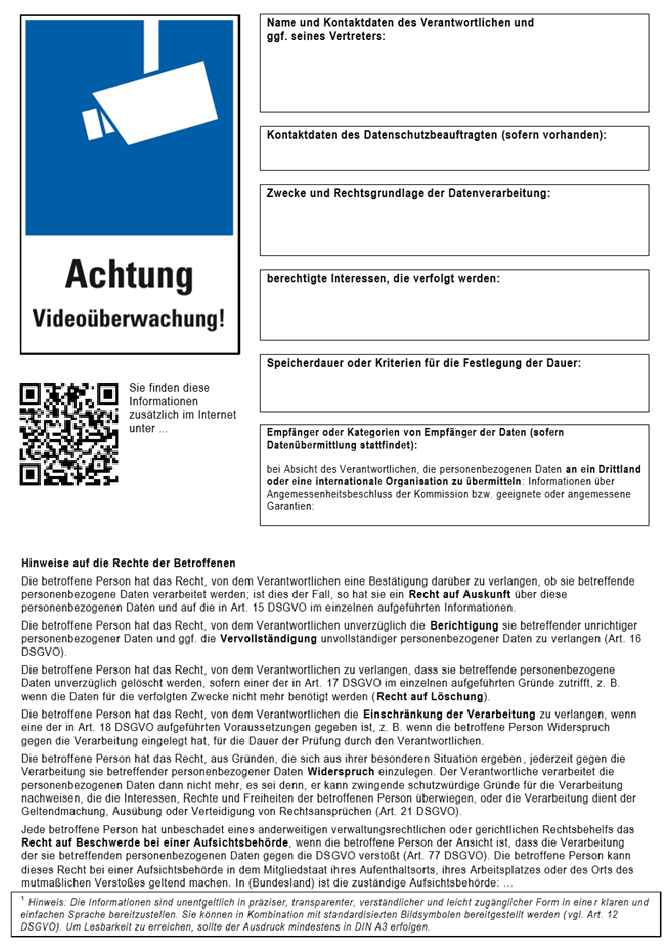 Achtung
Videoüberwachung!
Sie finden diese
Informationen
zusätzlich im Internet
unter ...
Name und Kontaktdaten des Verantwortlichen und
ggf. seines Vertreters:
Kontaktdaten des Datenschutzbeauftragten (sofern vorhanden):
Zwecke und Rechtsgrundlage der Datenverarbeitung:
berechtigte Interessen, die verfolgt werden:
Speicherdauer oder Kriterien für die Festlegung der Dauer:
Empfänger oder Kategorien von Empfänger der Daten (sofern
Datenübermittlung stattfindet):
bei Absicht des Verantwortlichen, die personenbezogenen Daten an ein Drittland
oder eine internationale Organisation zu übermitteln: Informationen über
Angemessenheitsbeschluss der Kommission bzw. geeignete oder angemessene
Garantien:
Hinweise auf die Rechte der Betroffenen
Die betroffene Person hat das Recht, von dem Verantwortlichen eine Bestätigung darüber zu verlangen, ob sie betreffende
personenbezogene Daten verarbeitet werden; ist dies der Fall, so hat sie ein Recht auf Auskunft über diese
personenbezogenen Daten und auf die in Art. 15 DSGVO im einzelnen aufgeführten Informationen.
Die betroffene Person hat das Recht, von dem Verantwortlichen unverzüglich die Berichtigung sie betreffender unrichtiger
personenbezogener Daten und ggf. die Vervollständigung unvollständiger personenbezogener Daten zu verlangen (Art. 16
DSGVO).
Die betroffene Person hat das Recht, von dem Verantwortlichen zu verlangen, dass sie betreffende personenbezogene
Daten unverzüglich gelöscht werden, sofern einer der in Art. 17 DSGVO im einzelnen aufgeführten Gründe zutrifft, z. B.
wenn die Daten für die verfolgten Zwecke nicht mehr benötigt werden (Recht auf Löschung).
Die betroffene Person hat das Recht, von dem Verantwortlichen die Einschränkung der Verarbeitung zu verlangen, wenn
eine der in Art. 18 DSGVO aufgeführten Voraussetzungen gegeben ist, z. B. wenn die betroffene Person Widerspruch
gegen die Verarbeitung eingelegt hat, für die Dauer der Prüfung durch den Verantwortlichen.
Die betroffene Person hat das Recht, aus Gründen, die sich aus ihrer besonderen Situation ergeben, jederzeit gegen die
Verarbeitung sie betreffender personenbezogener Daten Widerspruch einzulegen. Der Verantwortliche verarbeitet die
personenbezogenen Daten dann nicht mehr, es sei denn, er kann zwingende schutzwürdige Gründe für die Verarbeitung
nachweisen, die die Interessen, Rechte und Freiheiten der betroffenen Person überwiegen, oder die Verarbeitung dient der
Geltendmachung, Ausübung oder Verteidigung von Rechtsansprüchen (Art. 21 DSGVO).
Jede betroffene Person hat unbeschadet eines anderweitigen verwaltungsrechtlichen oder gerichtlichen Rechtsbehelfs das
Recht auf Beschwerde bei einer Aufsichtsbehörde, wenn die betroffene Person der Ansicht ist, dass die Verarbeitung
der sie betreffenden personenbezogenen Daten gegen die DSGVO verstößt (Art. 77 DSGVO). Die betroffene Person kann
dieses Recht bei einer Aufsichtsbehörde in dem Mitgliedstaat ihres Aufenthaltsorts, ihres Arbeitsplatzes oder des Orts des
mutmaßlichen Verstoßes geltend machen. In (Bundesland) ist die zuständige Aufsichtsbehörde: ...
1 Hinweis: Die Informationen sind unentgeltlich in präziser, transparenter, verständlicher und leicht zugänglicher Form in einer klaren und
einfachen Sprache bereitzustellen. Sie können in Kombination mit standardisierten Bildsymbolen bereitgestellt werden (vgl. Art. 12
DSGVO). Um Lesbarkeit zu erreichen, sollte der Ausdruck mindestens in DIN A3 erfolgen.